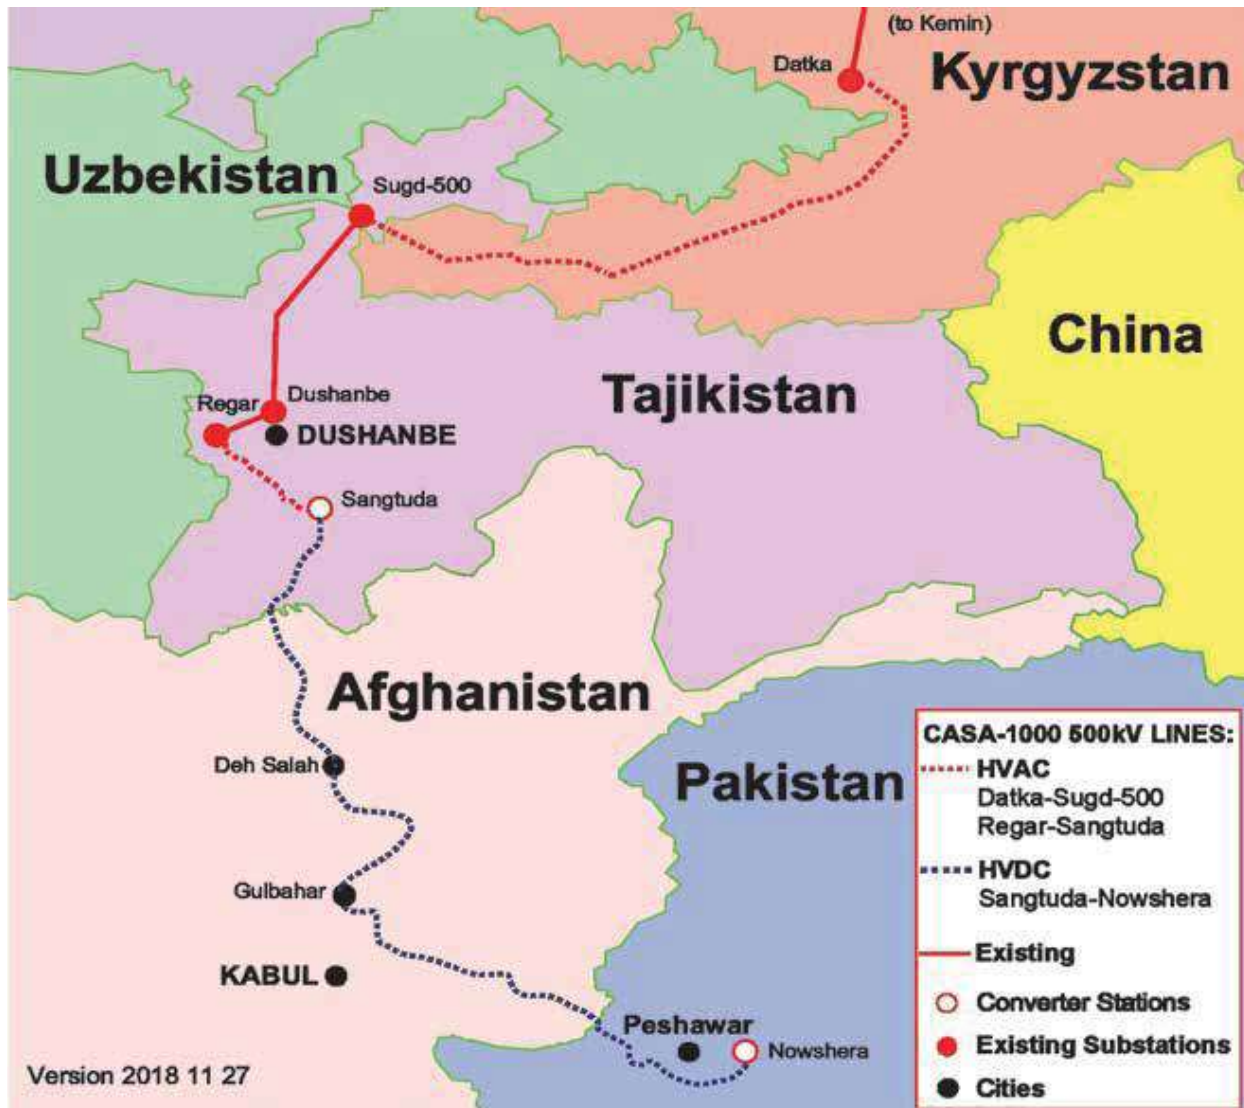 (to Kemin)
Datka
Kyrgyzstan
Uzbekistan
Sugd-500
China
Tajikistan
Regar
Dushanbe
DUSHANBE
Sangtuda
Afghanistan
Deh Salah
Pakistan
Gulbahar
KABUL
Peshawar
Nowshera
Version 2018 11 27
CASA-1000 500kV LINES:
HVAC
Datka-Sugd-500
Regar-Sangtuda
HVDC
Sangtuda-Nowshera
Existing
Converter Stations
Existing Substations
Cities